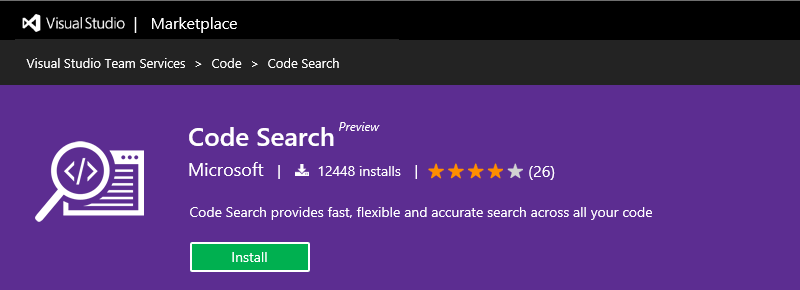 Visual Studio | Marketplace
Visual Studio Team Services > Code > Code Search
Code Search Preview
Microsoft | 12448 installs | (26)
</> Code Search provides fast, flexible and accurate search across all your code
Install